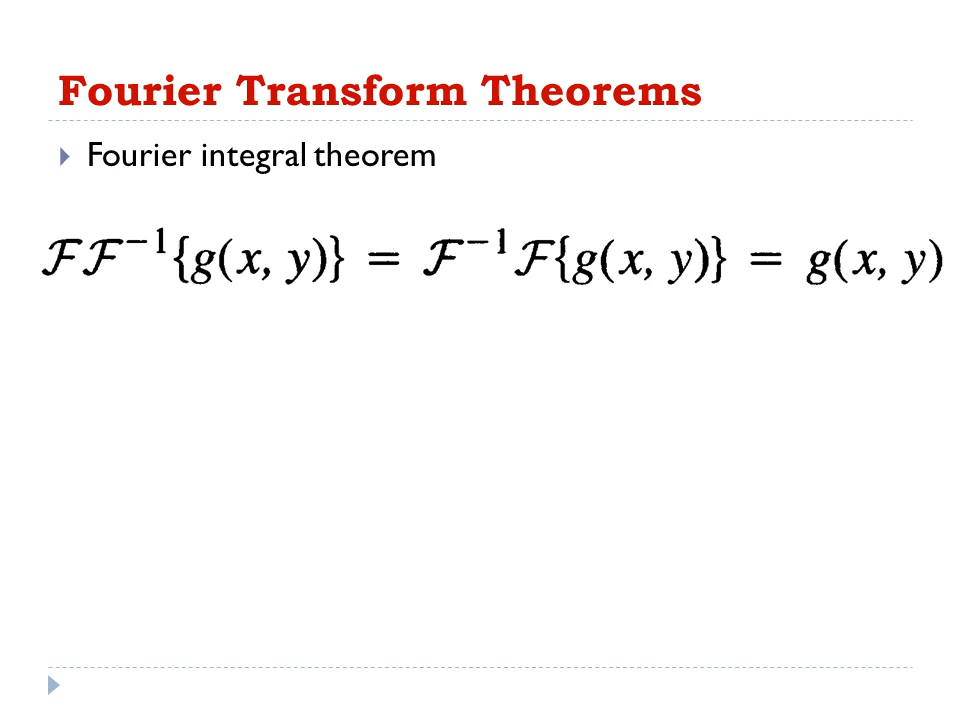 Fourier Transform Theorems
Fourier integral theorem
ℱℱ⁻¹{g(x, y)} = ℱ⁻¹ℱ{g(x, y)} = g(x, y)